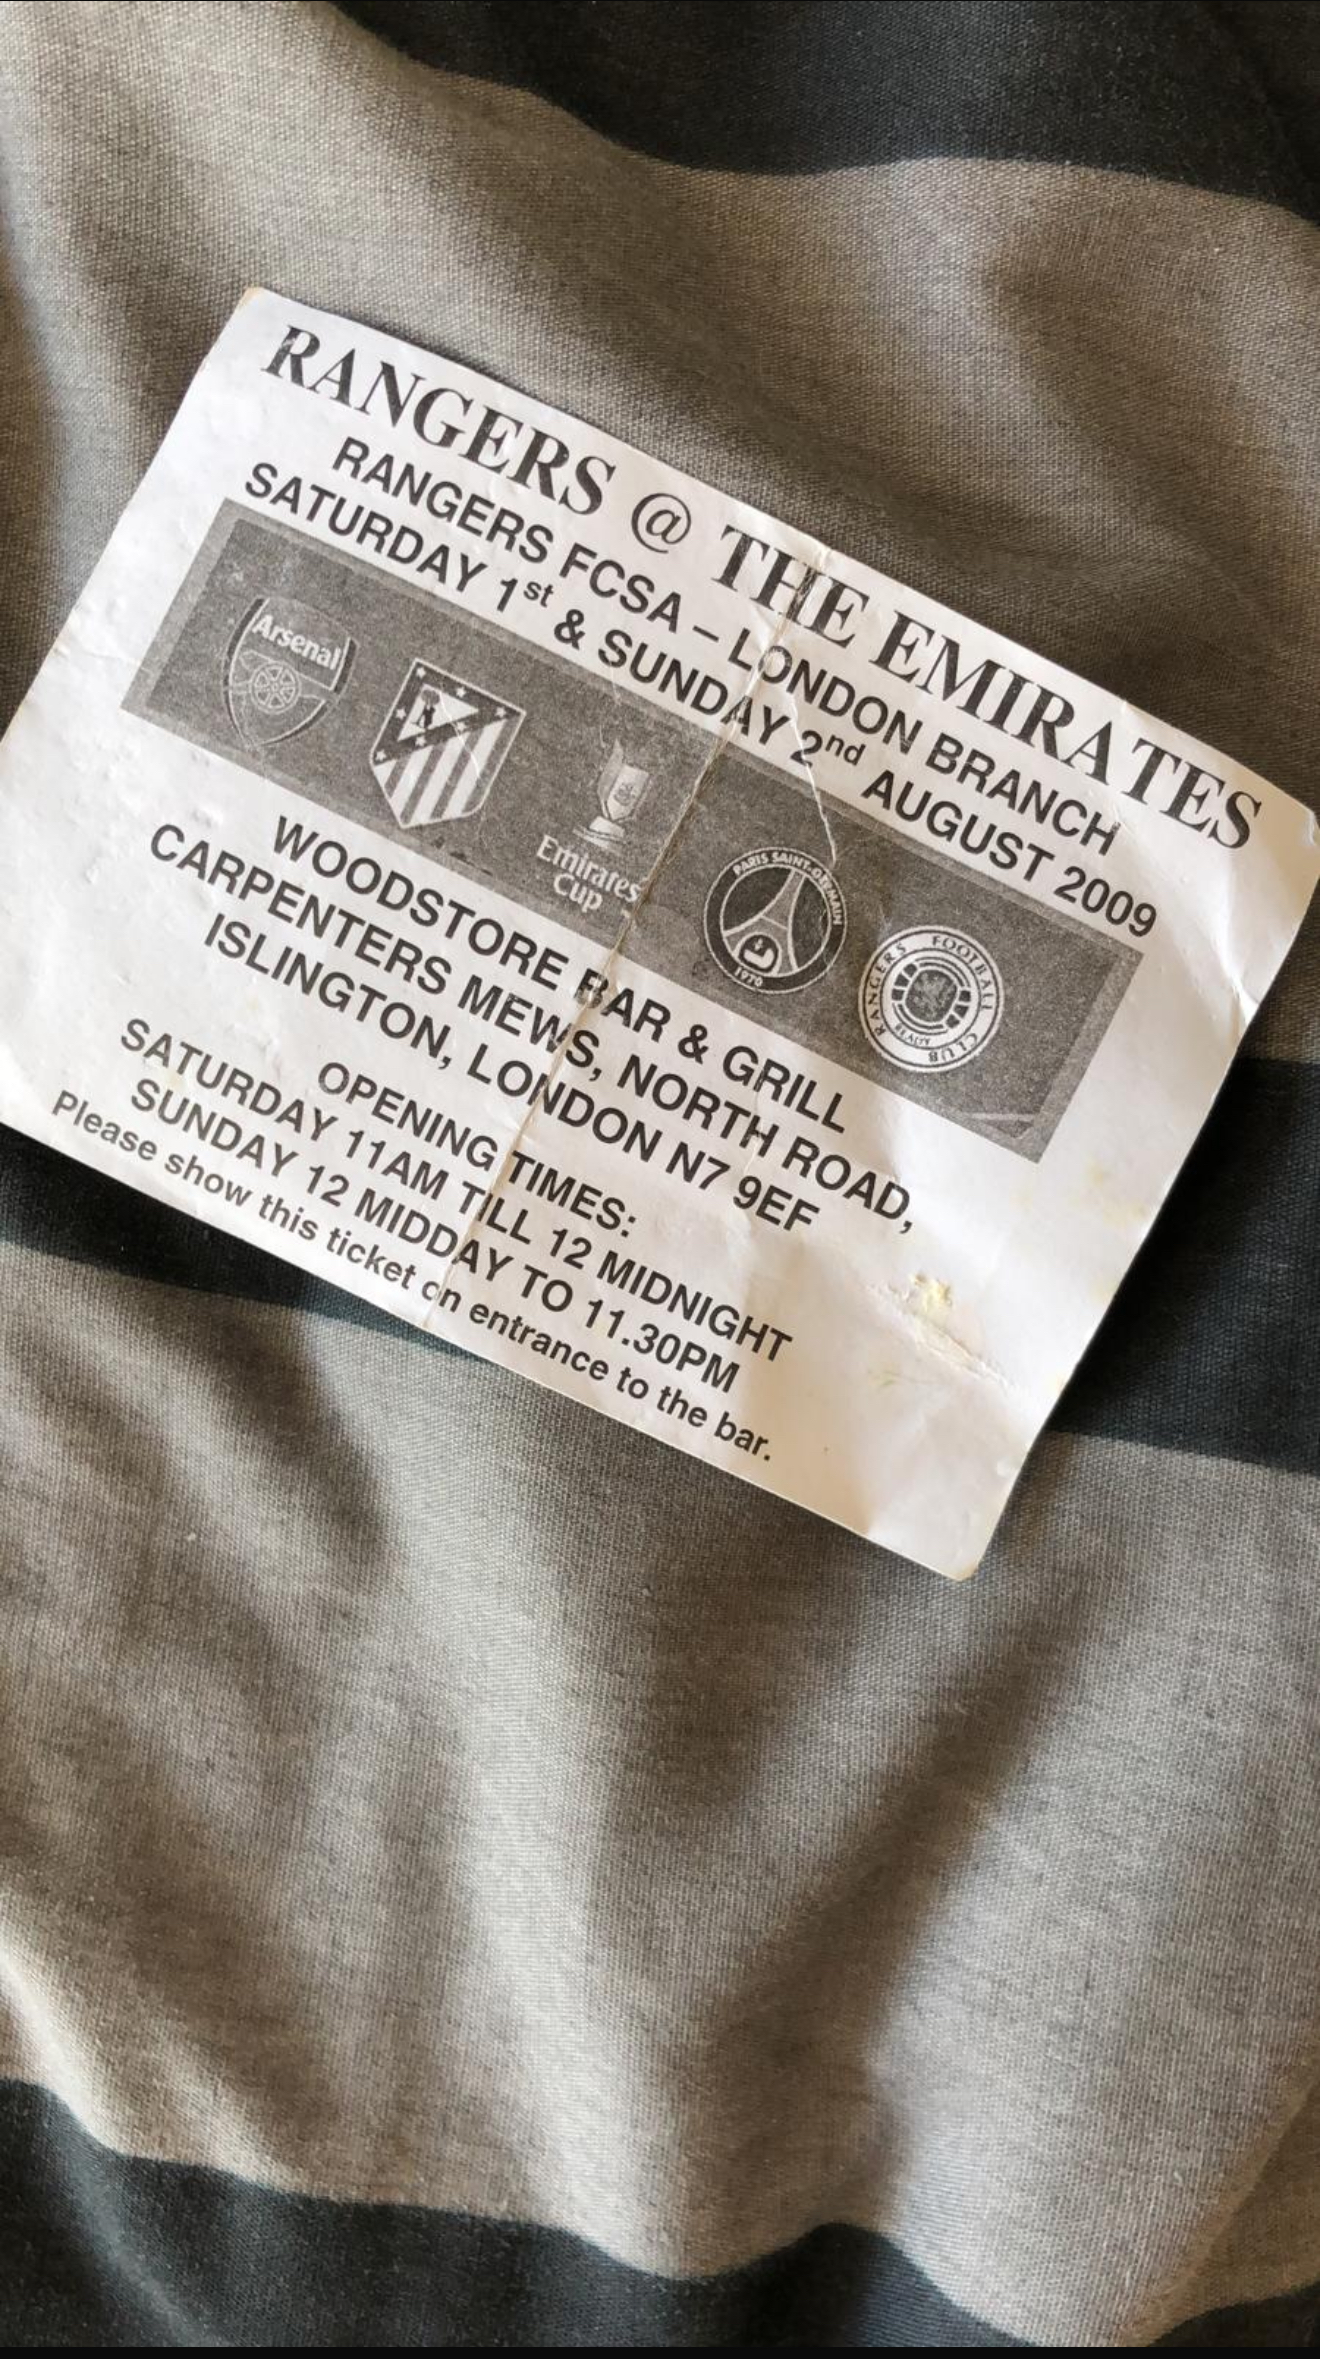 RANGERS @ THE EMIRATES
RANGERS FCSA – LONDON BRANCH
SATURDAY 1st & SUNDAY 2nd AUGUST 2009
Arsenal
Emirates
Cup
PARIS SAINT-GERMAIN
1970
RANGERS FOOTBALL CLUB
READY
WOODSTORE BAR & GRILL
CARPENTERS MEWS, NORTH ROAD,
ISLINGTON, LONDON N7 9EF
OPENING TIMES:
SATURDAY 11AM TILL 12 MIDNIGHT
SUNDAY 12 MIDDAY TO 11.30PM
Please show this ticket on entrance to the bar.